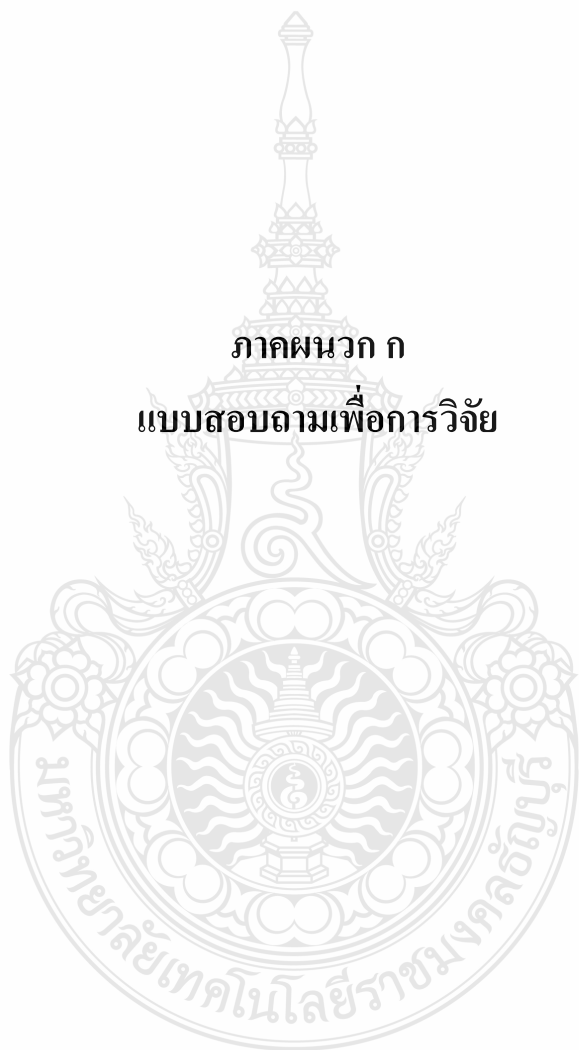 ภาคผนวก ก
แบบสอบถามเพื่อการวิจัย
มหาวิทยาลัยเทคโนโลยีราชมงคลธัญบุรี